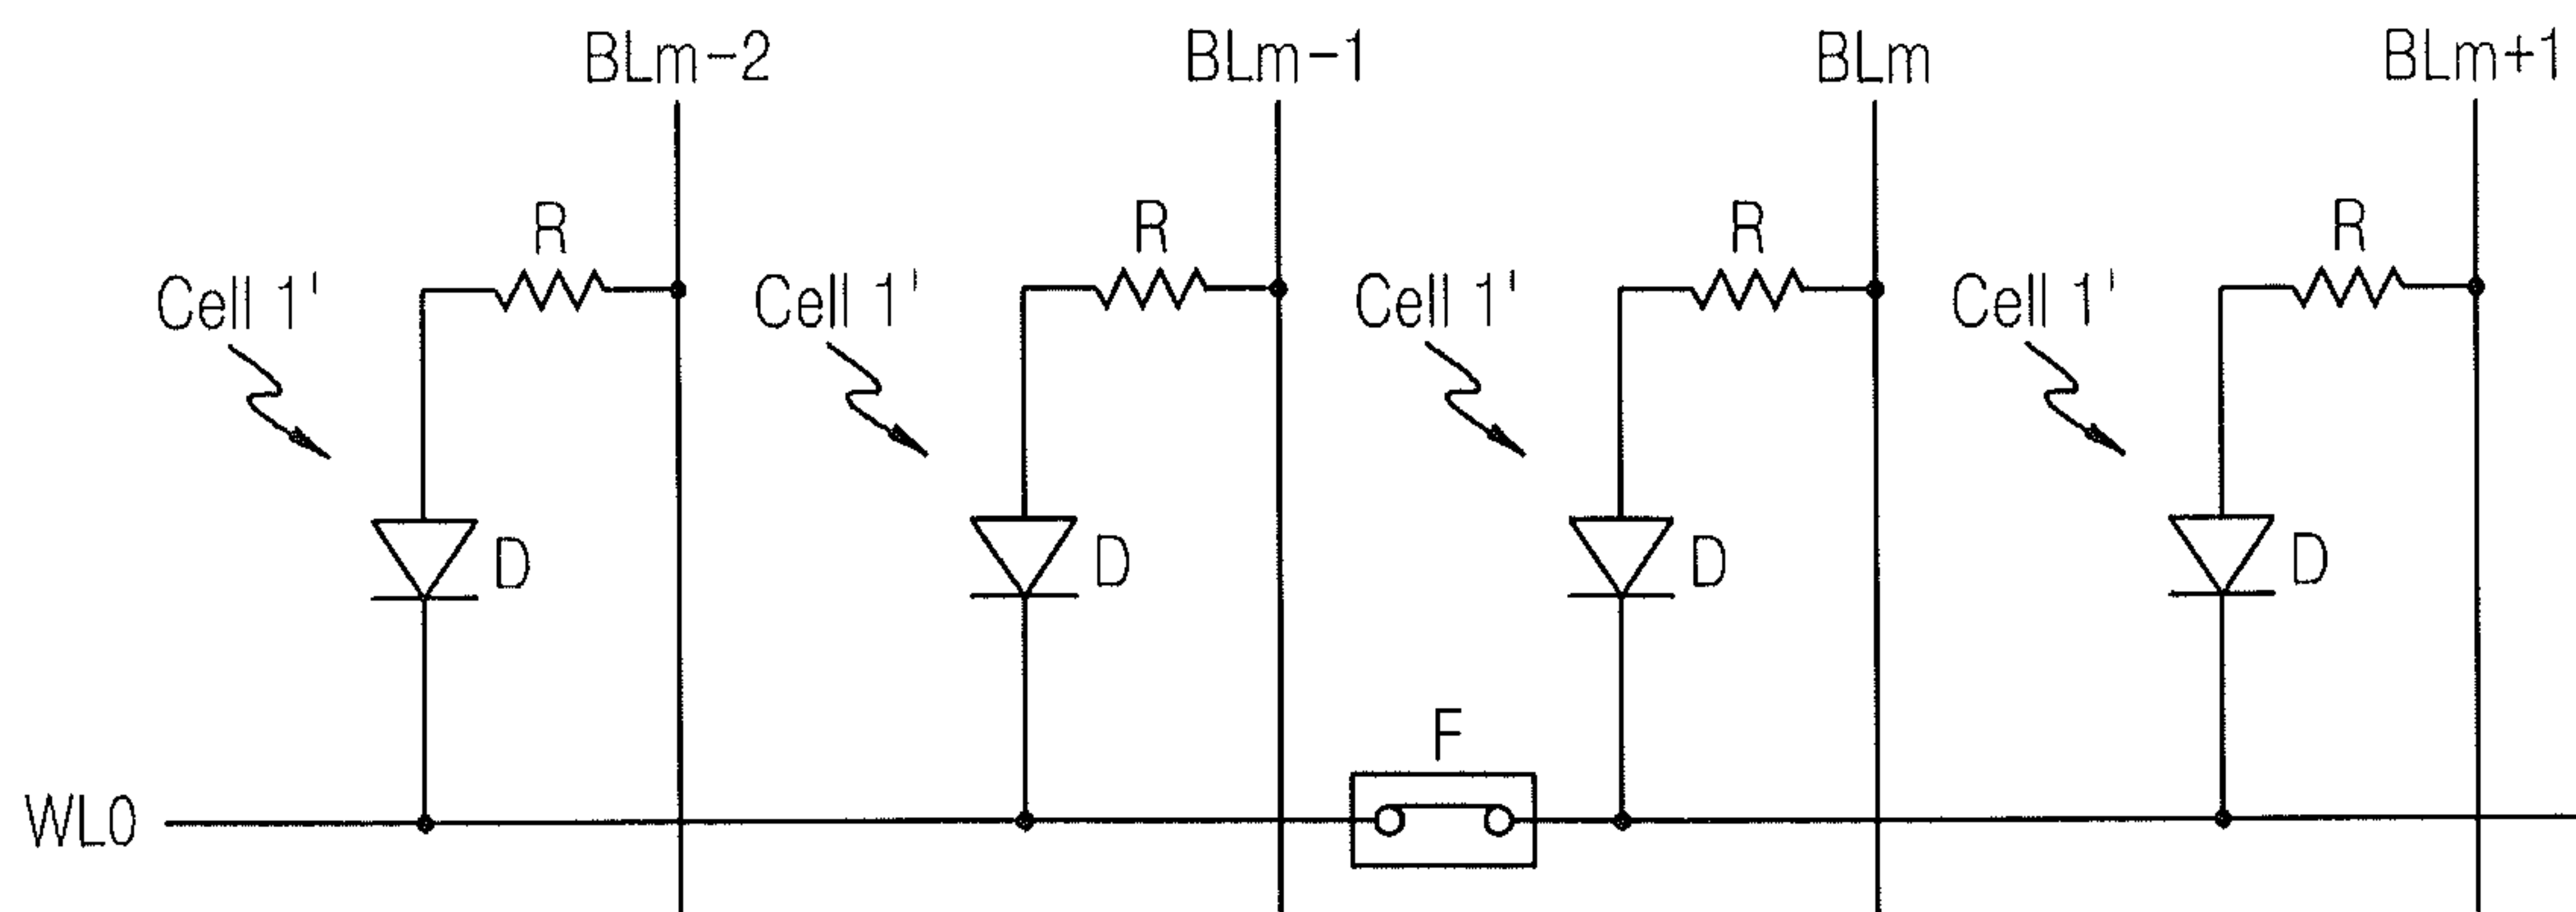 BLm-2 BLm-1 BLm BLm+1
R R R R
Cell 1' Cell 1' Cell 1' Cell 1'
D D D D
F
WL0